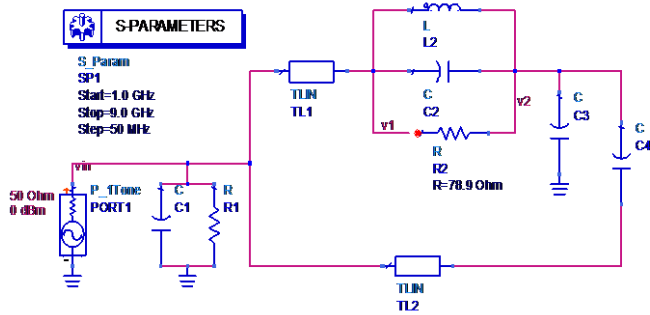 S-PARAMETERS
S_Param
SP1
Start=1.0 GHz
Stop=9.0 GHz
Step=50 MHz
L
L2
TLIN
TL1
C
C2
v1
v2
R
R2
R=78.9 Ohm
C
C3
C
C4
vin
50 Ohm
0 dBm
P_1Tone
PORT1
C
C1
R
R1
TLIN
TL2